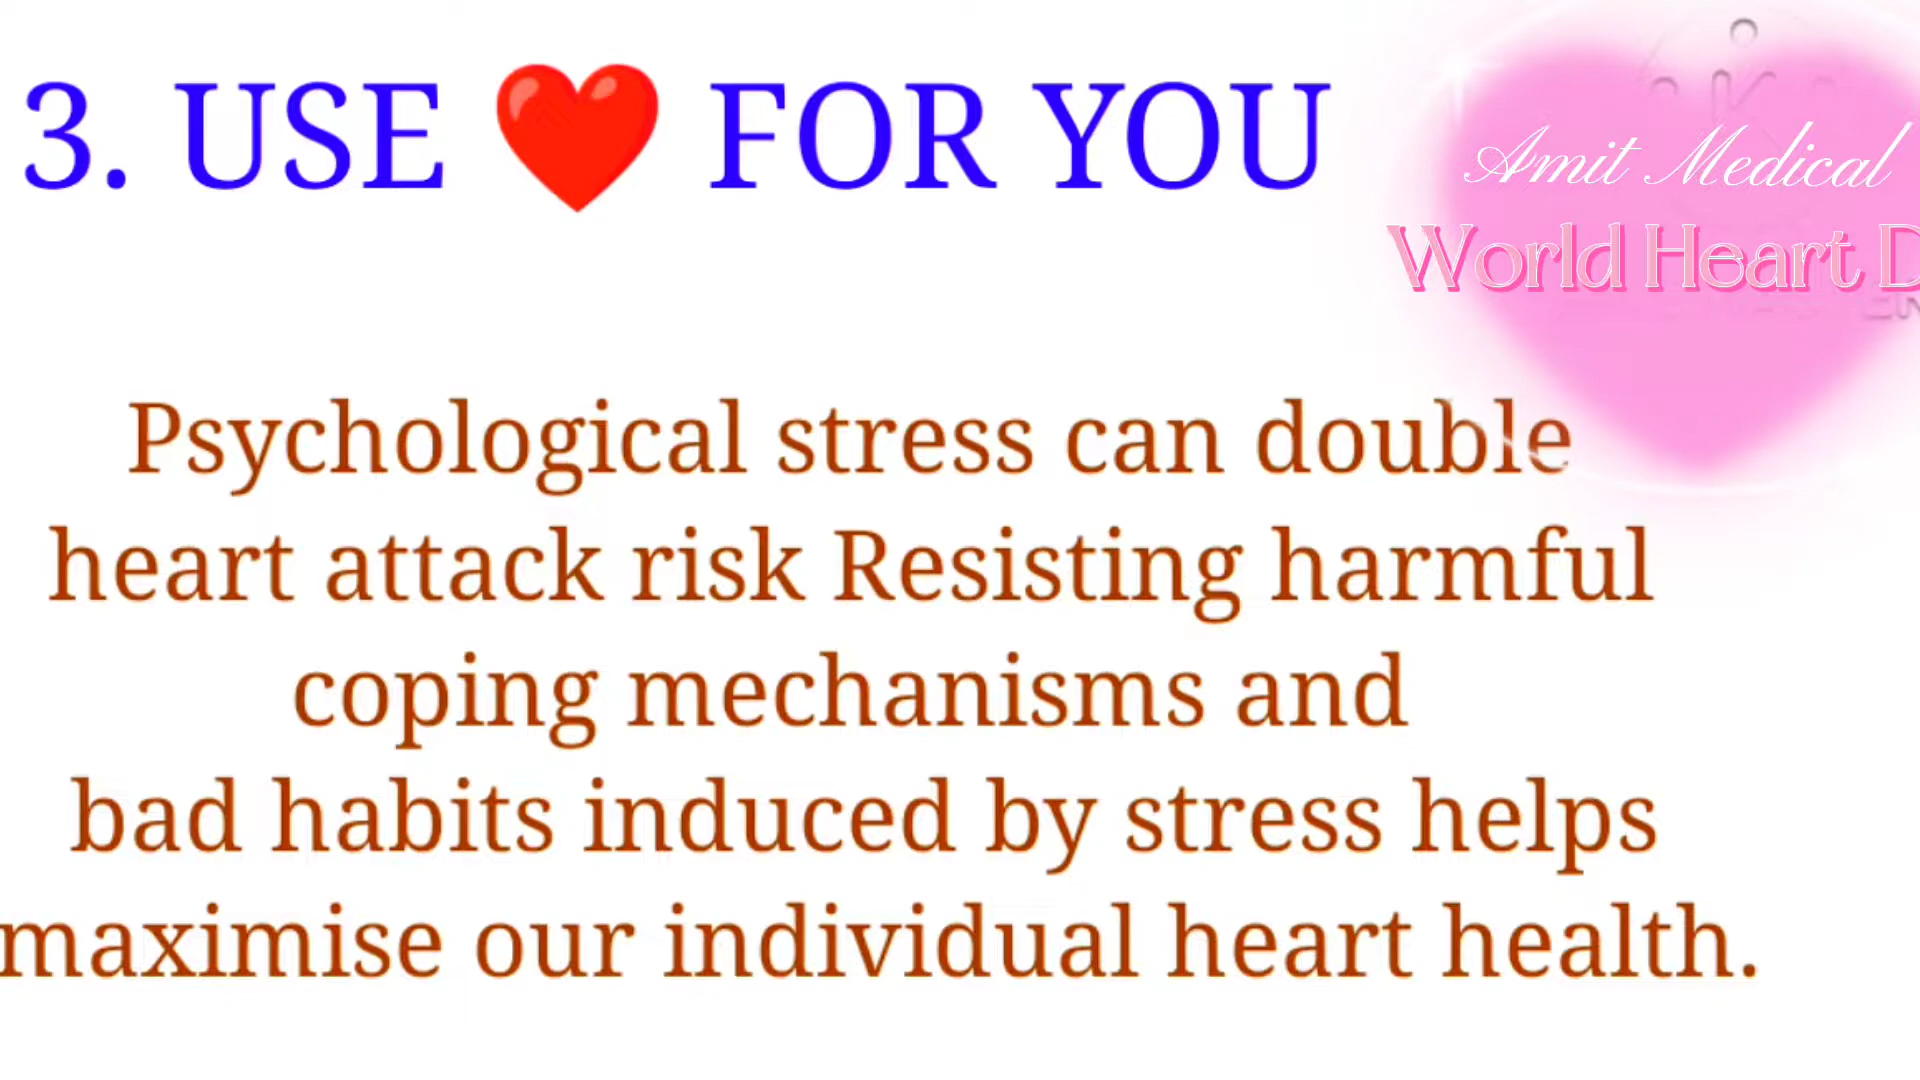 3. USE ❤️ FOR YOU
Amit Medical
World Heart D
Psychological stress can double
heart attack risk Resisting harmful
coping mechanisms and
bad habits induced by stress helps
maximise our individual heart health.